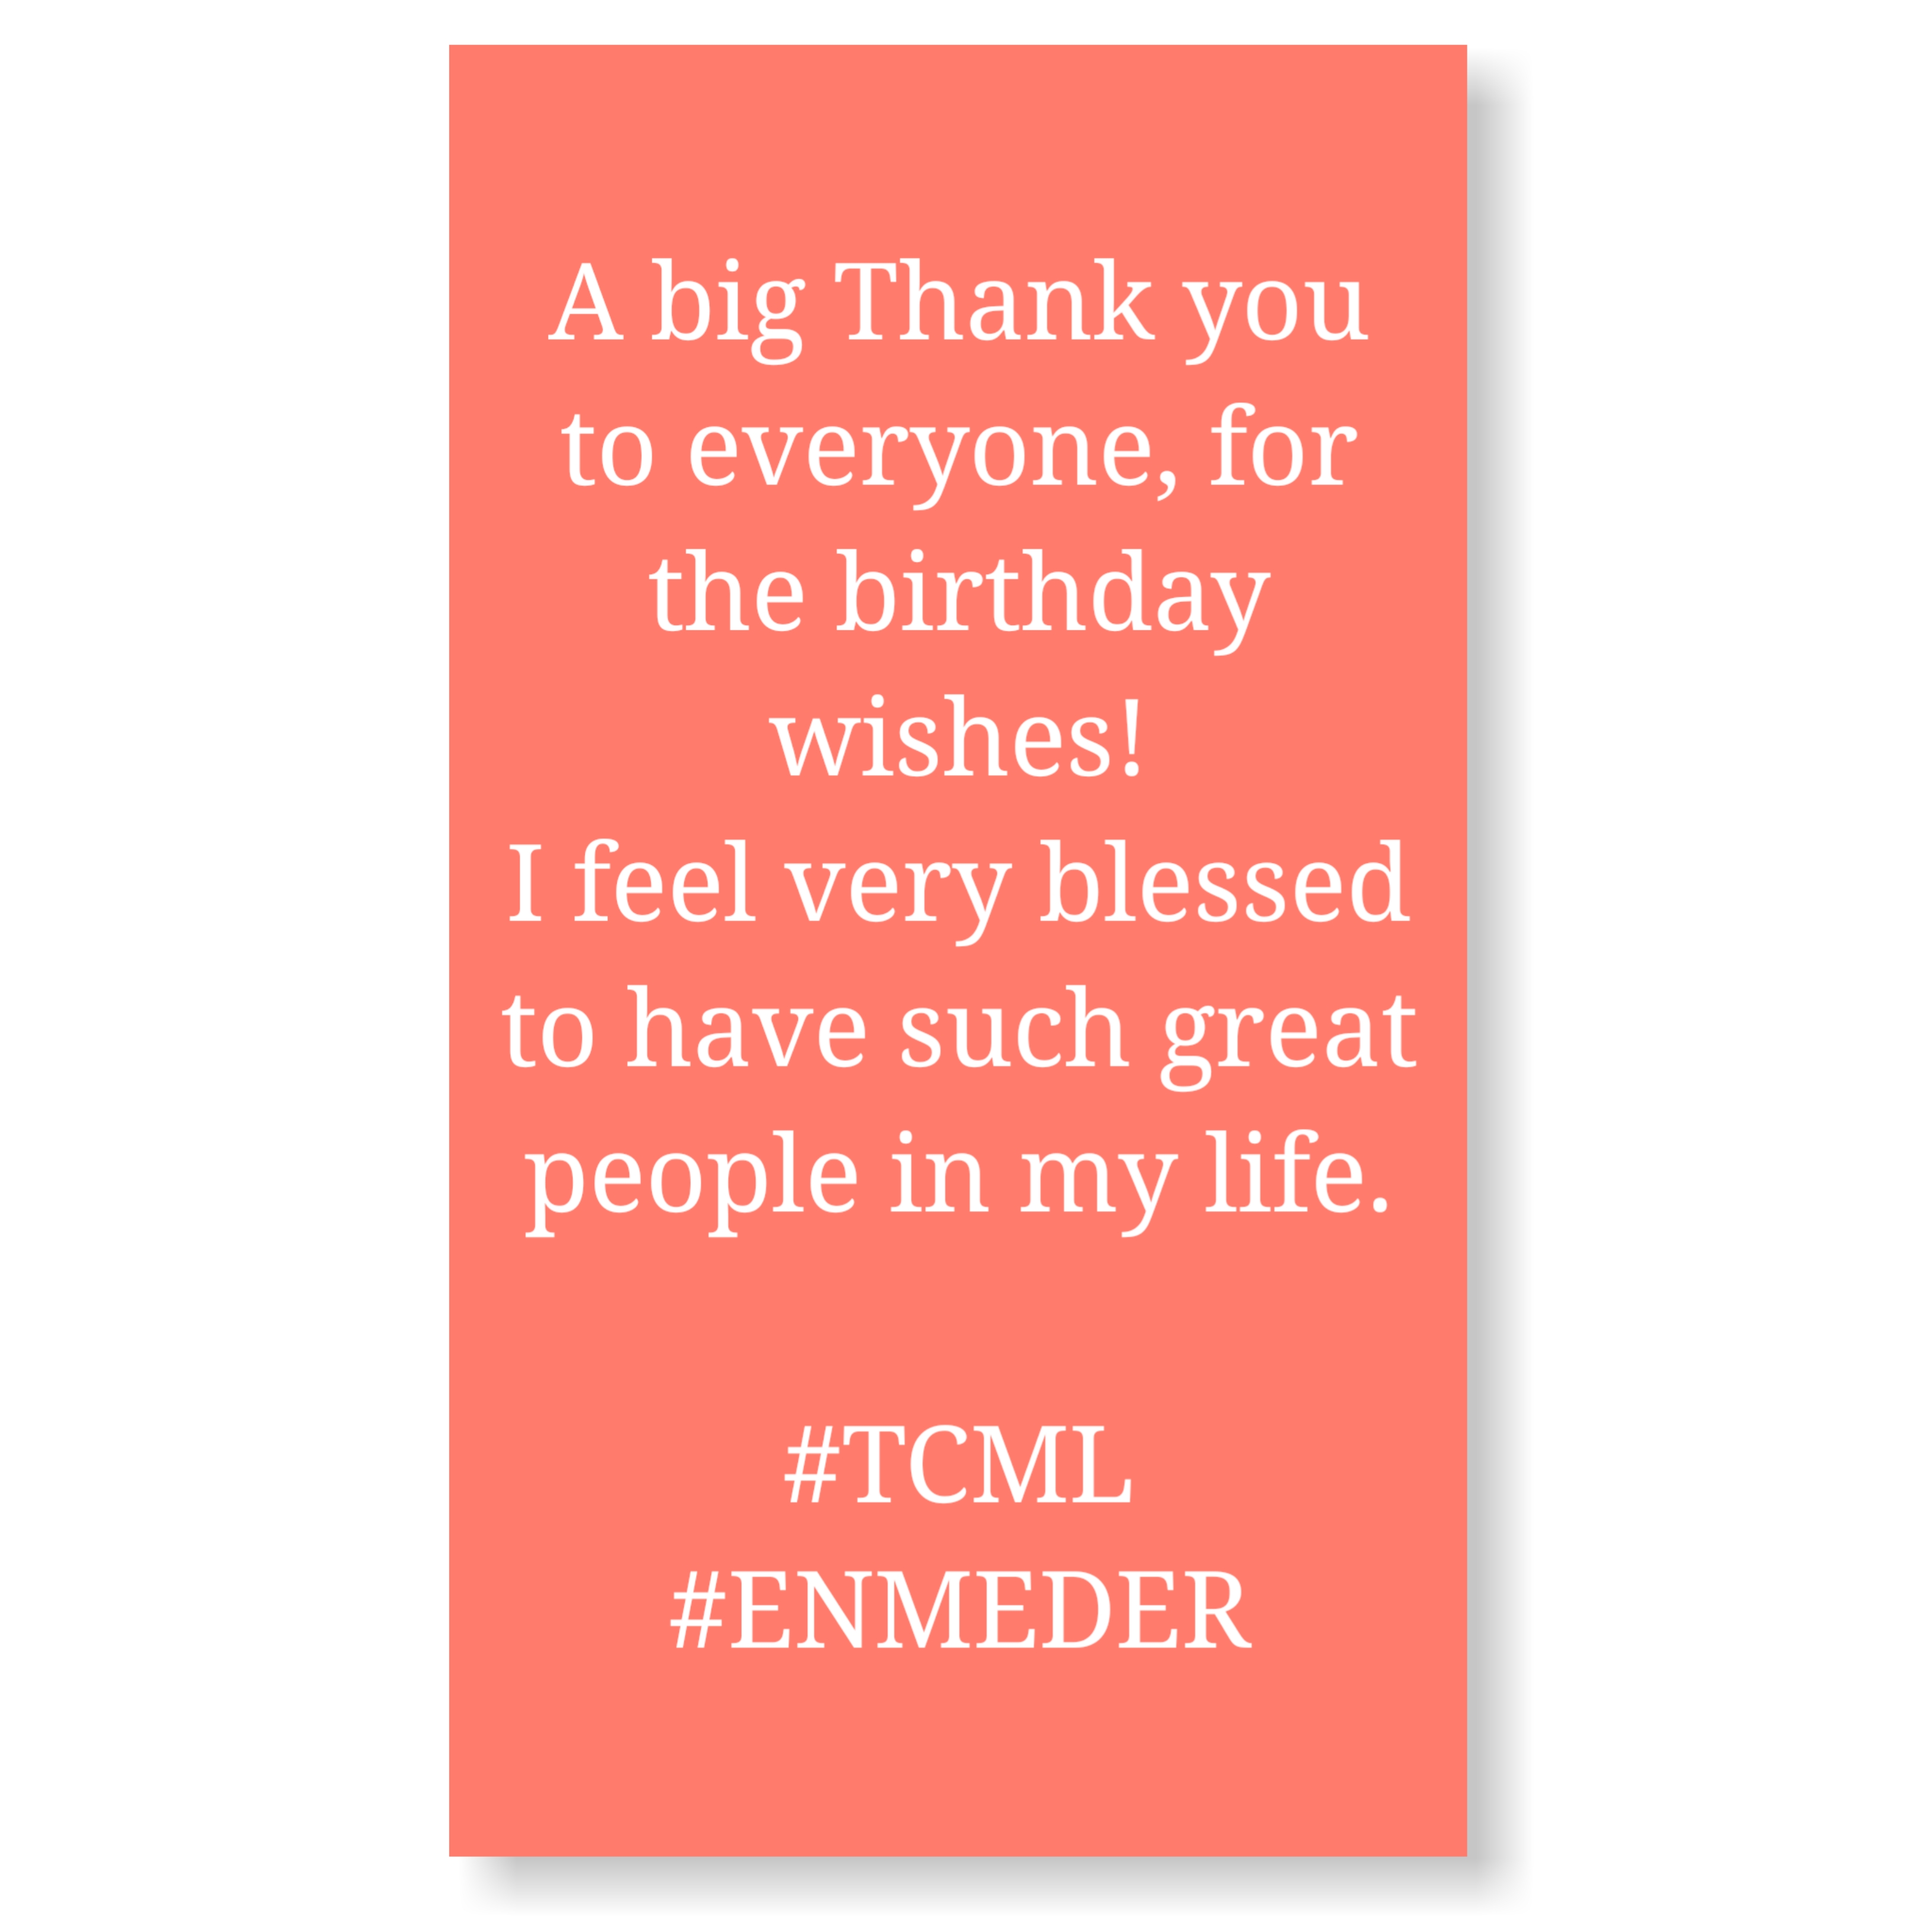 A big Thank you
to everyone, for
the birthday
wishes!
I feel very blessed
to have such great
people in my life.
#TCML
#ENMEDER